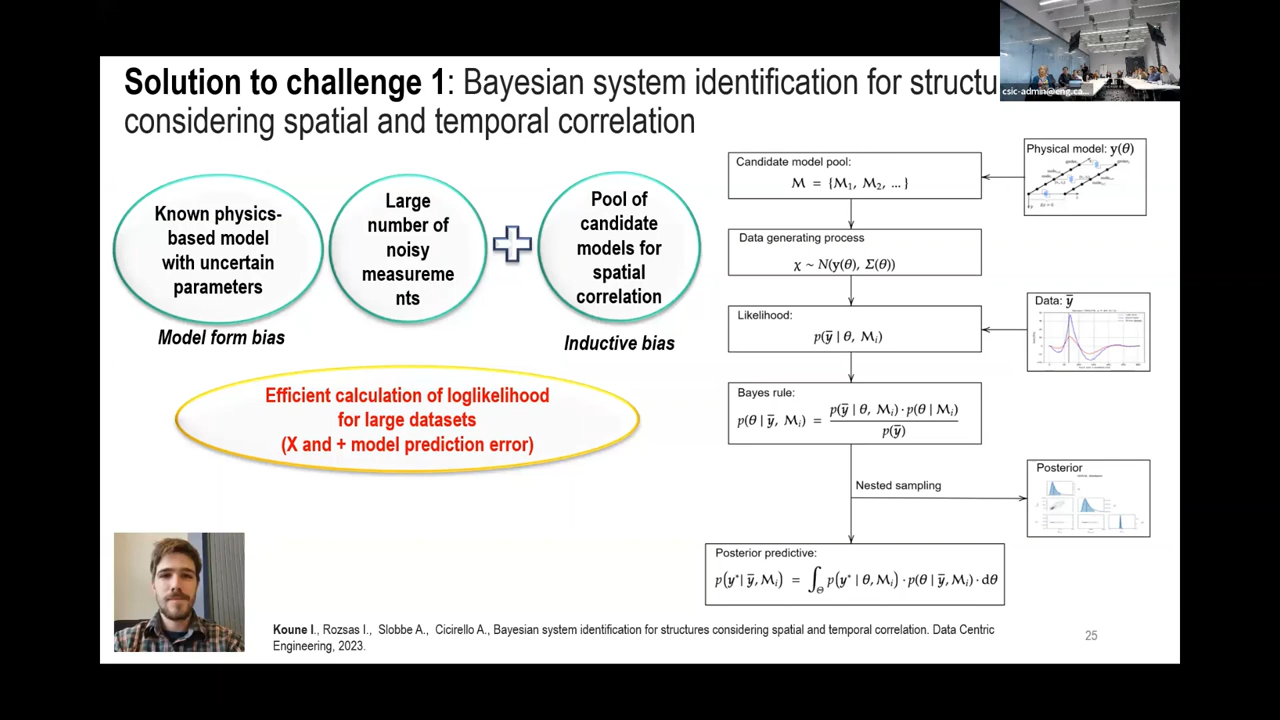 Solution to challenge 1: Bayesian system identification for structu
considering spatial and temporal correlation
csic-admin@eng.ca...
Known physics-
based model
with uncertain
parameters
Model form bias
Large
number of
noisy
measureme
nts
Pool of
candidate
models for
spatial
correlation
Inductive bias
Efficient calculation of loglikelihood
for large datasets
(X and + model prediction error)
Candidate model pool:
M = {M₁, M₂, ...}
Physical model: y(θ)
Data generating process
χ ~ N(y(θ), Σ(θ))
Likelihood:
p(ȳ | θ, Mᵢ)
Data: ȳ
Bayes rule:
p(θ | ȳ, Mᵢ) = p(ȳ | θ, Mᵢ) · p(θ | Mᵢ) / p(ȳ)
Nested sampling
Posterior
Posterior predictive:
p(y* | ȳ, Mᵢ) = ∫_Θ p(y* | θ, Mᵢ) · p(θ | ȳ, Mᵢ) · dθ
Koune I., Rozsas I., Slobbe A., Cicirello A., Bayesian system identification for structures considering spatial and temporal correlation. Data Centric
Engineering, 2023.
25